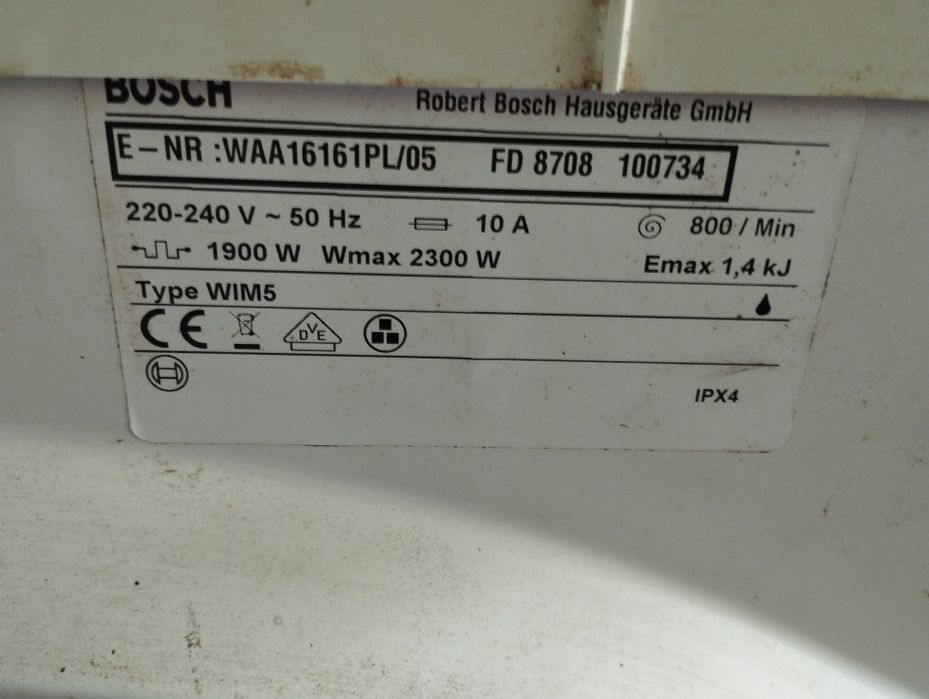 BOSCH
Robert Bosch Hausgeräte GmbH
E-NR :WAA16161PL/05 FD 8708 100734
220-240 V ~ 50 Hz 10 A 800 / Min
1900 W Wmax 2300 W Emax 1,4 kJ
Type WIM5
CE DVE
IPX4